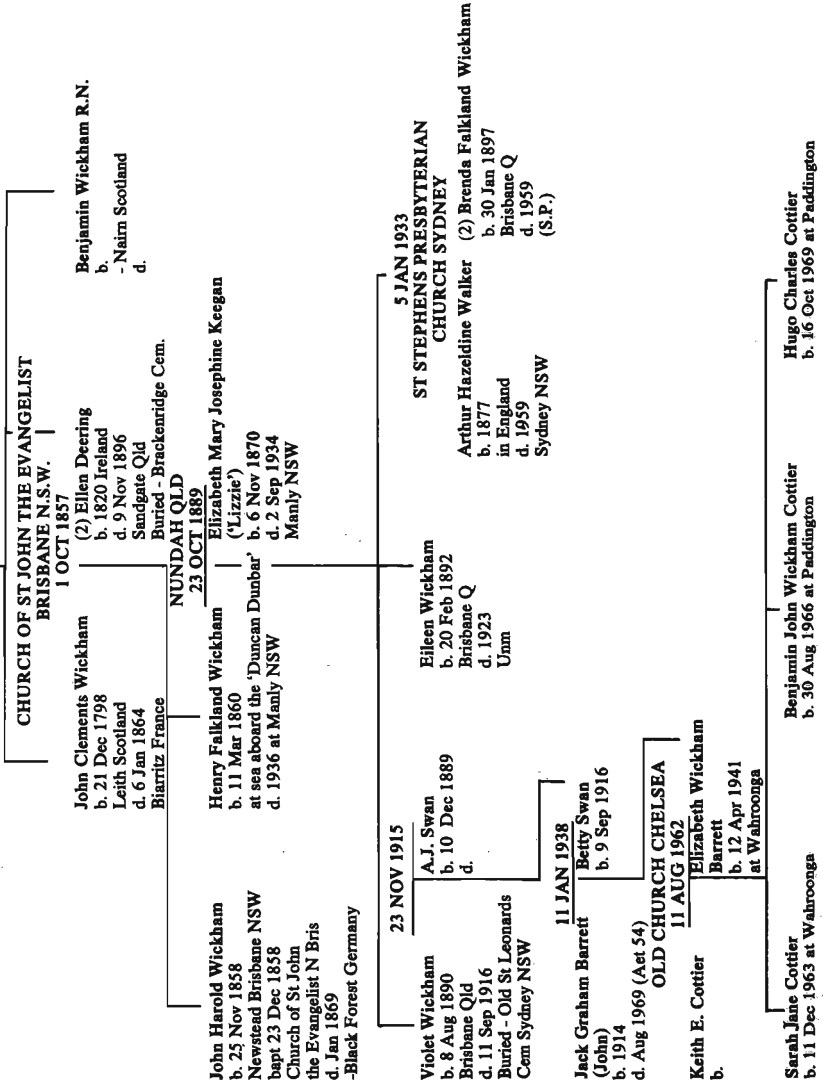 CHURCH OF ST JOHN THE EVANGELIST
BRISBANE N.S.W.
1 OCT 1857
John Clements Wickham
b. 21 Dec 1798
Leith Scotland
d. 6 Jan 1864
Biarritz France
(2) Ellen Deering
b. 1820 Ireland
d. 9 Nov 1896
Sandgate Qld
Buried - Brackenridge Cem.
Benjamin Wickham R.N.
b.
- Nairn Scotland
d.
John Harold Wickham
b. 25 Nov 1858
Newstead Brisbane NSW
bapt 23 Dec 1858
Church of St John
the Evangelist N Bris
d. Jan 1869
-Black Forest Germany
NUNDAH QLD
23 OCT 1889
Henry Falkland Wickham
b. 11 Mar 1860
at sea aboard the 'Duncan Dunbar'
d. 1936 at Manly NSW
Elizabeth Mary Josephine Keegan
('Lizzie')
b. 6 Nov 1870
d. 2 Sep 1934
Manly NSW
23 NOV 1915
Violet Wickham
b. 8 Aug 1890
Brisbane Qld
d. 11 Sep 1916
Buried - Old St Leonards
Cem Sydney NSW
A.J. Swan
b. 10 Dec 1889
d.
Eileen Wickham
b. 20 Feb 1892
Brisbane Q
d. 1923
Unm
5 JAN 1933
ST STEPHENS PRESBYTERIAN
CHURCH SYDNEY
Arthur Hazeldine Walker
b. 1877
in England
d. 1959
Sydney NSW
(2) Brenda Falkland Wickham
b. 30 Jan 1897
Brisbane Q
d. 1959
(S.P.)
11 JAN 1938
Jack Graham Barrett
(John)
b. 1914
d. Aug 1969 (Aet 54)
Betty Swan
b. 9 Sep 1916
OLD CHURCH CHELSEA
11 AUG 1962
Keith E. Cottier
b.
Elizabeth Wickham
Barrett
b. 12 Apr 1941
at Wahroonga
Sarah Jane Cottier
b. 11 Dec 1963 at Wahroonga
Benjamin John Wickham Cottier
b. 30 Aug 1966 at Paddington
Hugo Charles Cottier
b. 16 Oct 1969 at Paddington